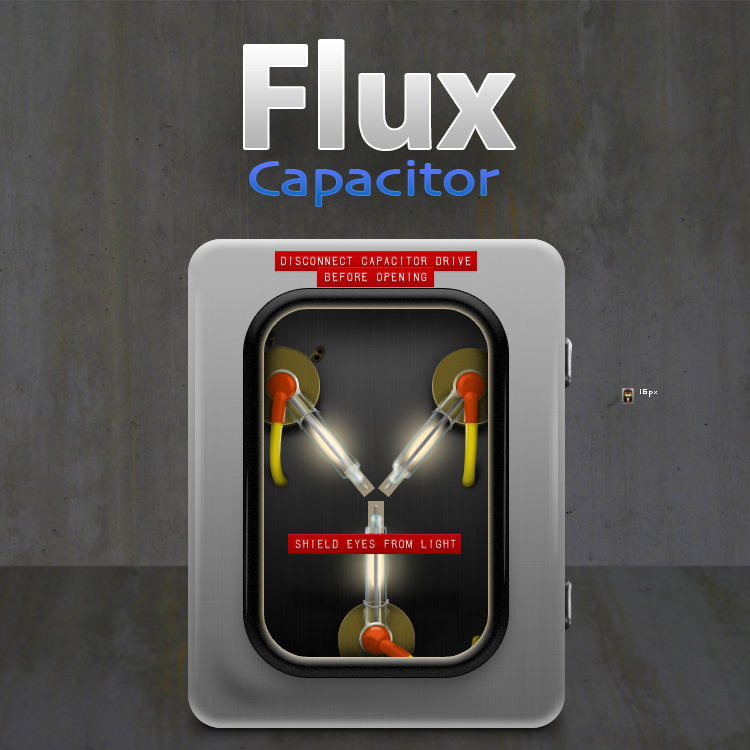 Flux
Capacitor
DISCONNECT CAPACITOR DRIVE
BEFORE OPENING
16px
SHIELD EYES FROM LIGHT